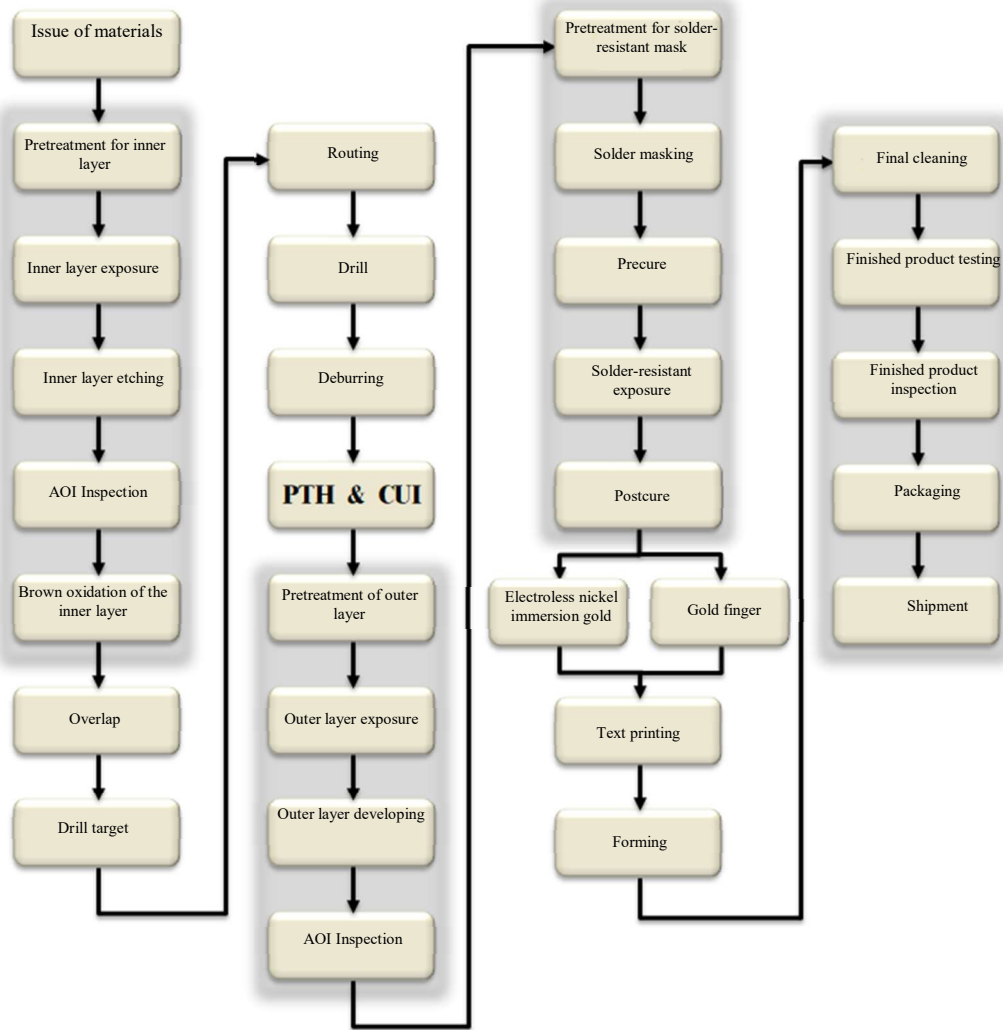 Issue of materials
Pretreatment for inner
layer
Inner layer exposure
Inner layer etching
AOI Inspection
Brown oxidation of the
inner layer
Overlap
Drill target
Routing
Drill
Deburring
PTH & CUI
Pretreatment of outer
layer
Outer layer exposure
Outer layer developing
AOI Inspection
Pretreatment for solder-
resistant mask
Solder masking
Precure
Solder-resistant
exposure
Postcure
Electroless nickel
immersion gold
Gold finger
Text printing
Forming
Final cleaning
Finished product testing
Finished product
inspection
Packaging
Shipment